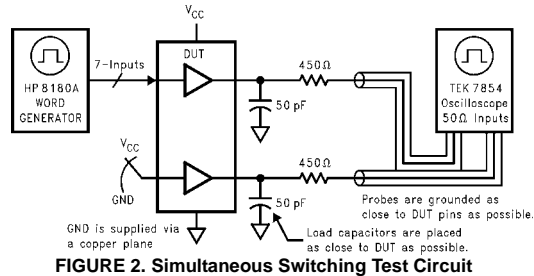 VCC
DUT
7-Inputs
HP 8180A
WORD
GENERATOR
450Ω
50 pF
TEK 7854
Oscilloscope
50Ω Inputs
VCC
GND
450Ω
50 pF
Probes are grounded as
close to DUT pins as possible.
GND is supplied via
a copper plane
Load capacitors are placed
as close to DUT as possible.
FIGURE 2. Simultaneous Switching Test Circuit